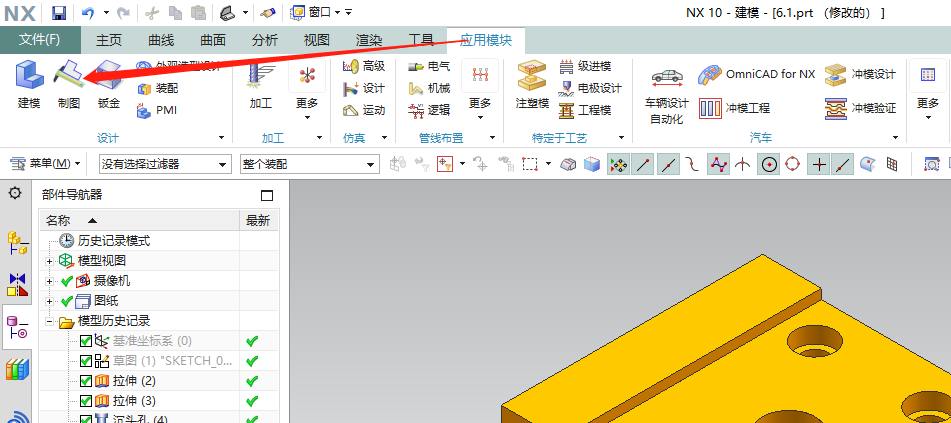 NX 窗口 NX 10 - 建模 - [6.1.prt （修改的） ]
文件(F) 主页 曲线 曲面 分析 视图 渲染 工具 应用模块
外观造型设计 高级 电气 级进模 OmniCAD for NX 冲模设计
装配 设计 机械 电极设计
建模 制图 钣金 加工 更多 更多 注塑模 车辆设计 更多
PMI 运动 逻辑 工程模 自动化 冲模工程 冲模验证
设计 加工 仿真 管线布置 特定于工艺 汽车
菜单(M) 没有选择过滤器 整个装配
部件导航器
名称 最新
历史记录模式
模型视图
摄像机
图纸
模型历史记录
基准坐标系 (0)
草图 (1) "SKETCH_0...
拉伸 (2)
拉伸 (3)
沉头孔 (4)